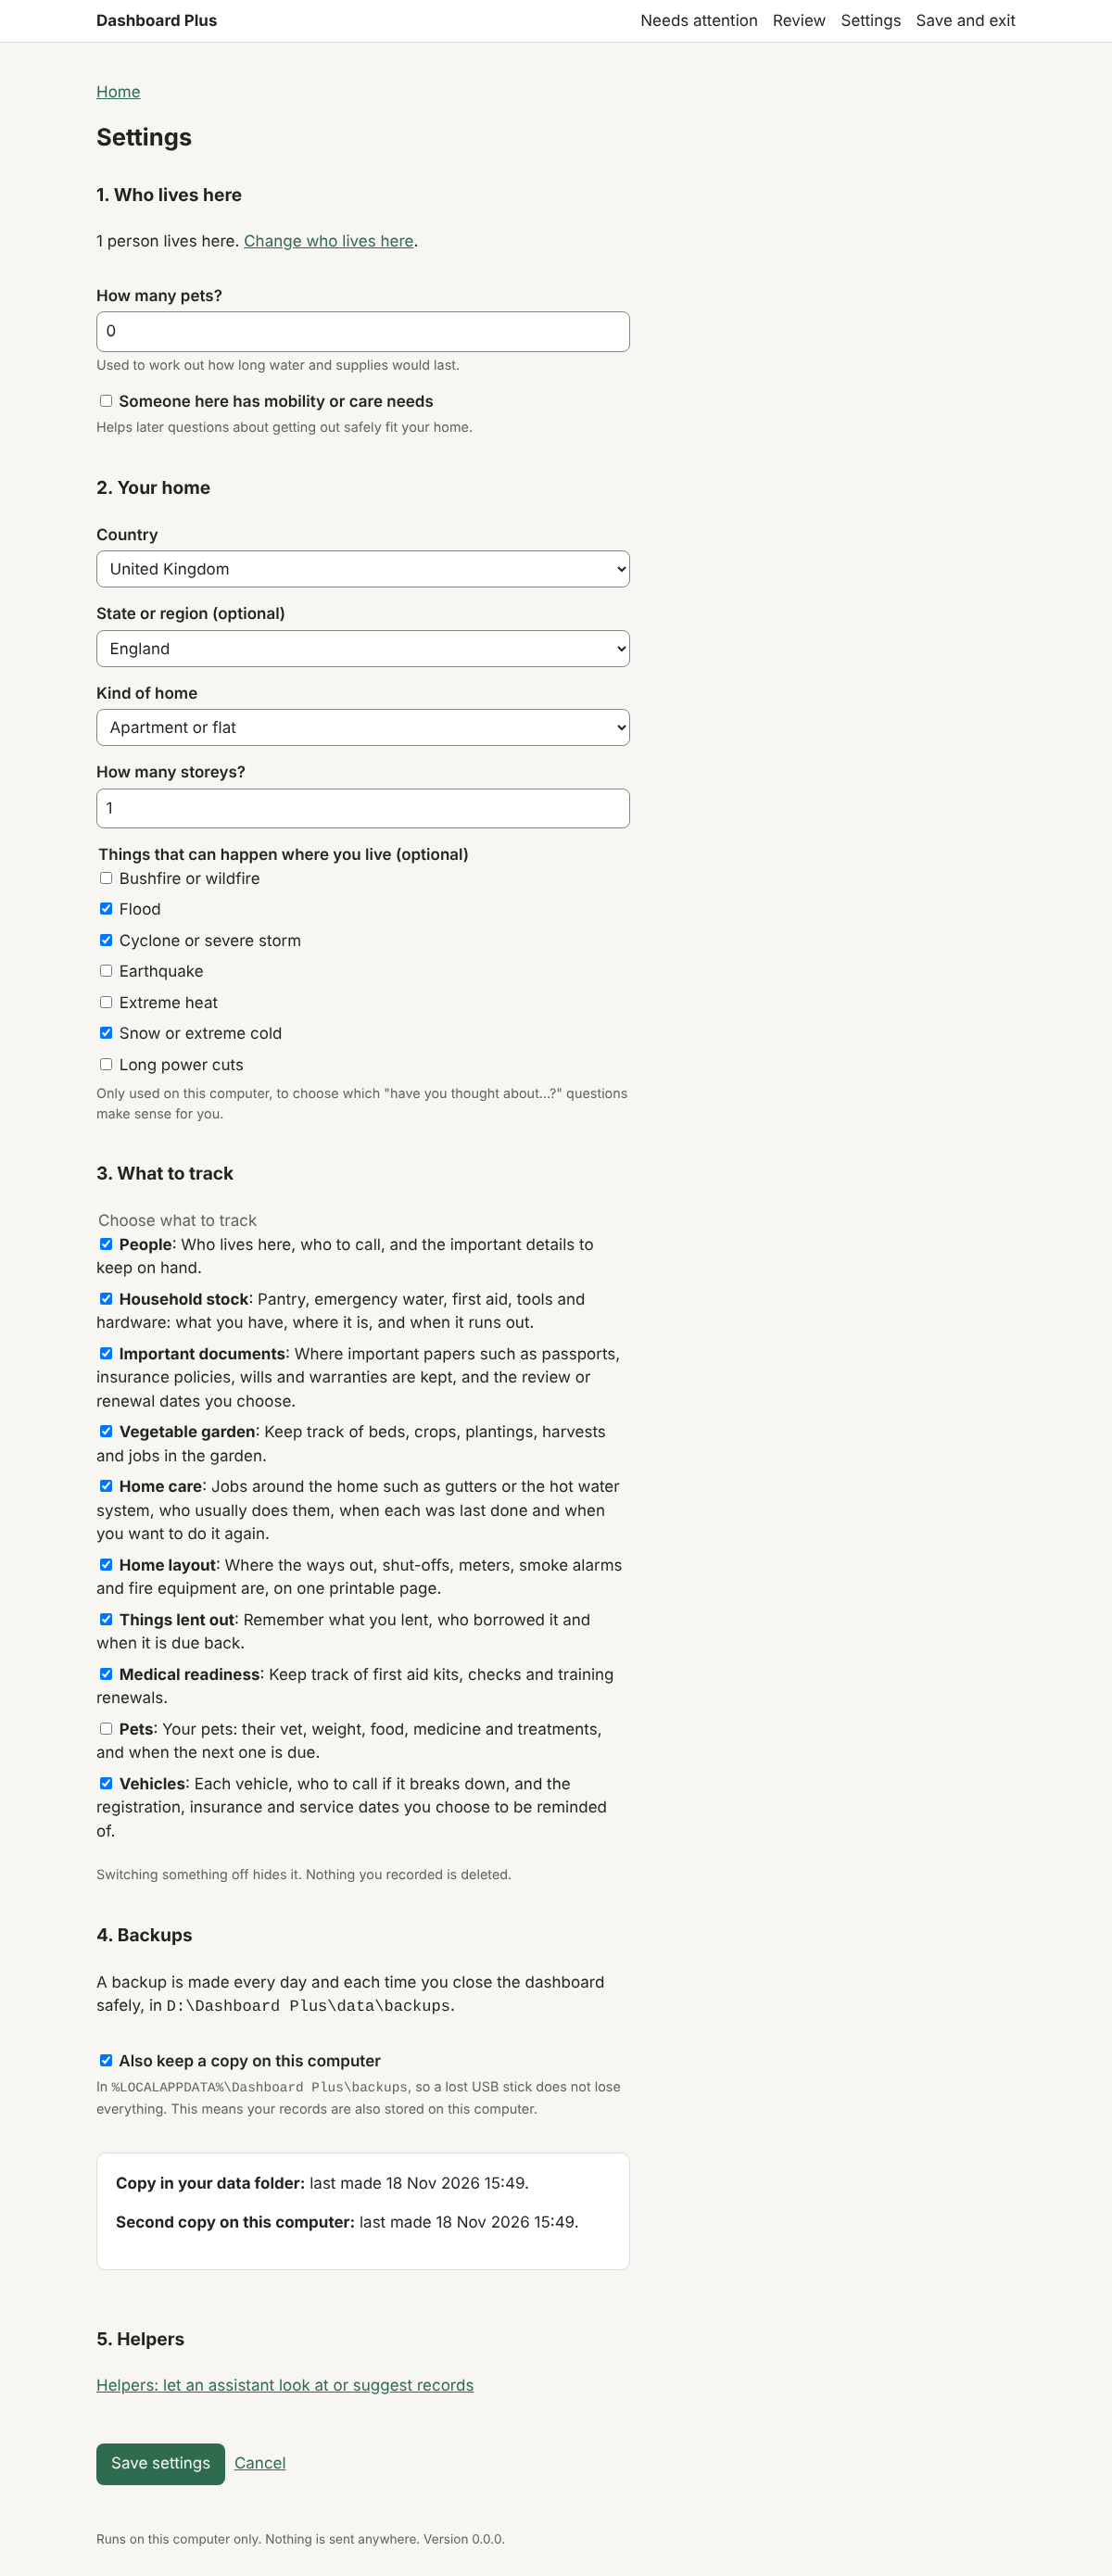 Dashboard Plus
Needs attention Review Settings Save and exit
Home
Settings
1. Who lives here
1 person lives here. Change who lives here.
How many pets?
0
Used to work out how long water and supplies would last.
Someone here has mobility or care needs
Helps later questions about getting out safely fit your home.
2. Your home
Country
United Kingdom
State or region (optional)
England
Kind of home
Apartment or flat
How many storeys?
1
Things that can happen where you live (optional)
Bushfire or wildfire
Flood
Cyclone or severe storm
Earthquake
Extreme heat
Snow or extreme cold
Long power cuts
Only used on this computer, to choose which "have you thought about...?" questions
make sense for you.
3. What to track
Choose what to track
People: Who lives here, who to call, and the important details to
keep on hand.
Household stock: Pantry, emergency water, first aid, tools and
hardware: what you have, where it is, and when it runs out.
Important documents: Where important papers such as passports,
insurance policies, wills and warranties are kept, and the review or
renewal dates you choose.
Vegetable garden: Keep track of beds, crops, plantings, harvests
and jobs in the garden.
Home care: Jobs around the home such as gutters or the hot water
system, who usually does them, when each was last done and when
you want to do it again.
Home layout: Where the ways out, shut-offs, meters, smoke alarms
and fire equipment are, on one printable page.
Things lent out: Remember what you lent, who borrowed it and
when it is due back.
Medical readiness: Keep track of first aid kits, checks and training
renewals.
Pets: Your pets: their vet, weight, food, medicine and treatments,
and when the next one is due.
Vehicles: Each vehicle, who to call if it breaks down, and the
registration, insurance and service dates you choose to be reminded
of.
Switching something off hides it. Nothing you recorded is deleted.
4. Backups
A backup is made every day and each time you close the dashboard
safely, in D:\Dashboard Plus\data\backups.
Also keep a copy on this computer
In %LOCALAPPDATA%\Dashboard Plus\backups, so a lost USB stick does not lose
everything. This means your records are also stored on this computer.
Copy in your data folder: last made 18 Nov 2026 15:49.
Second copy on this computer: last made 18 Nov 2026 15:49.
5. Helpers
Helpers: let an assistant look at or suggest records
Save settings Cancel
Runs on this computer only. Nothing is sent anywhere. Version 0.0.0.